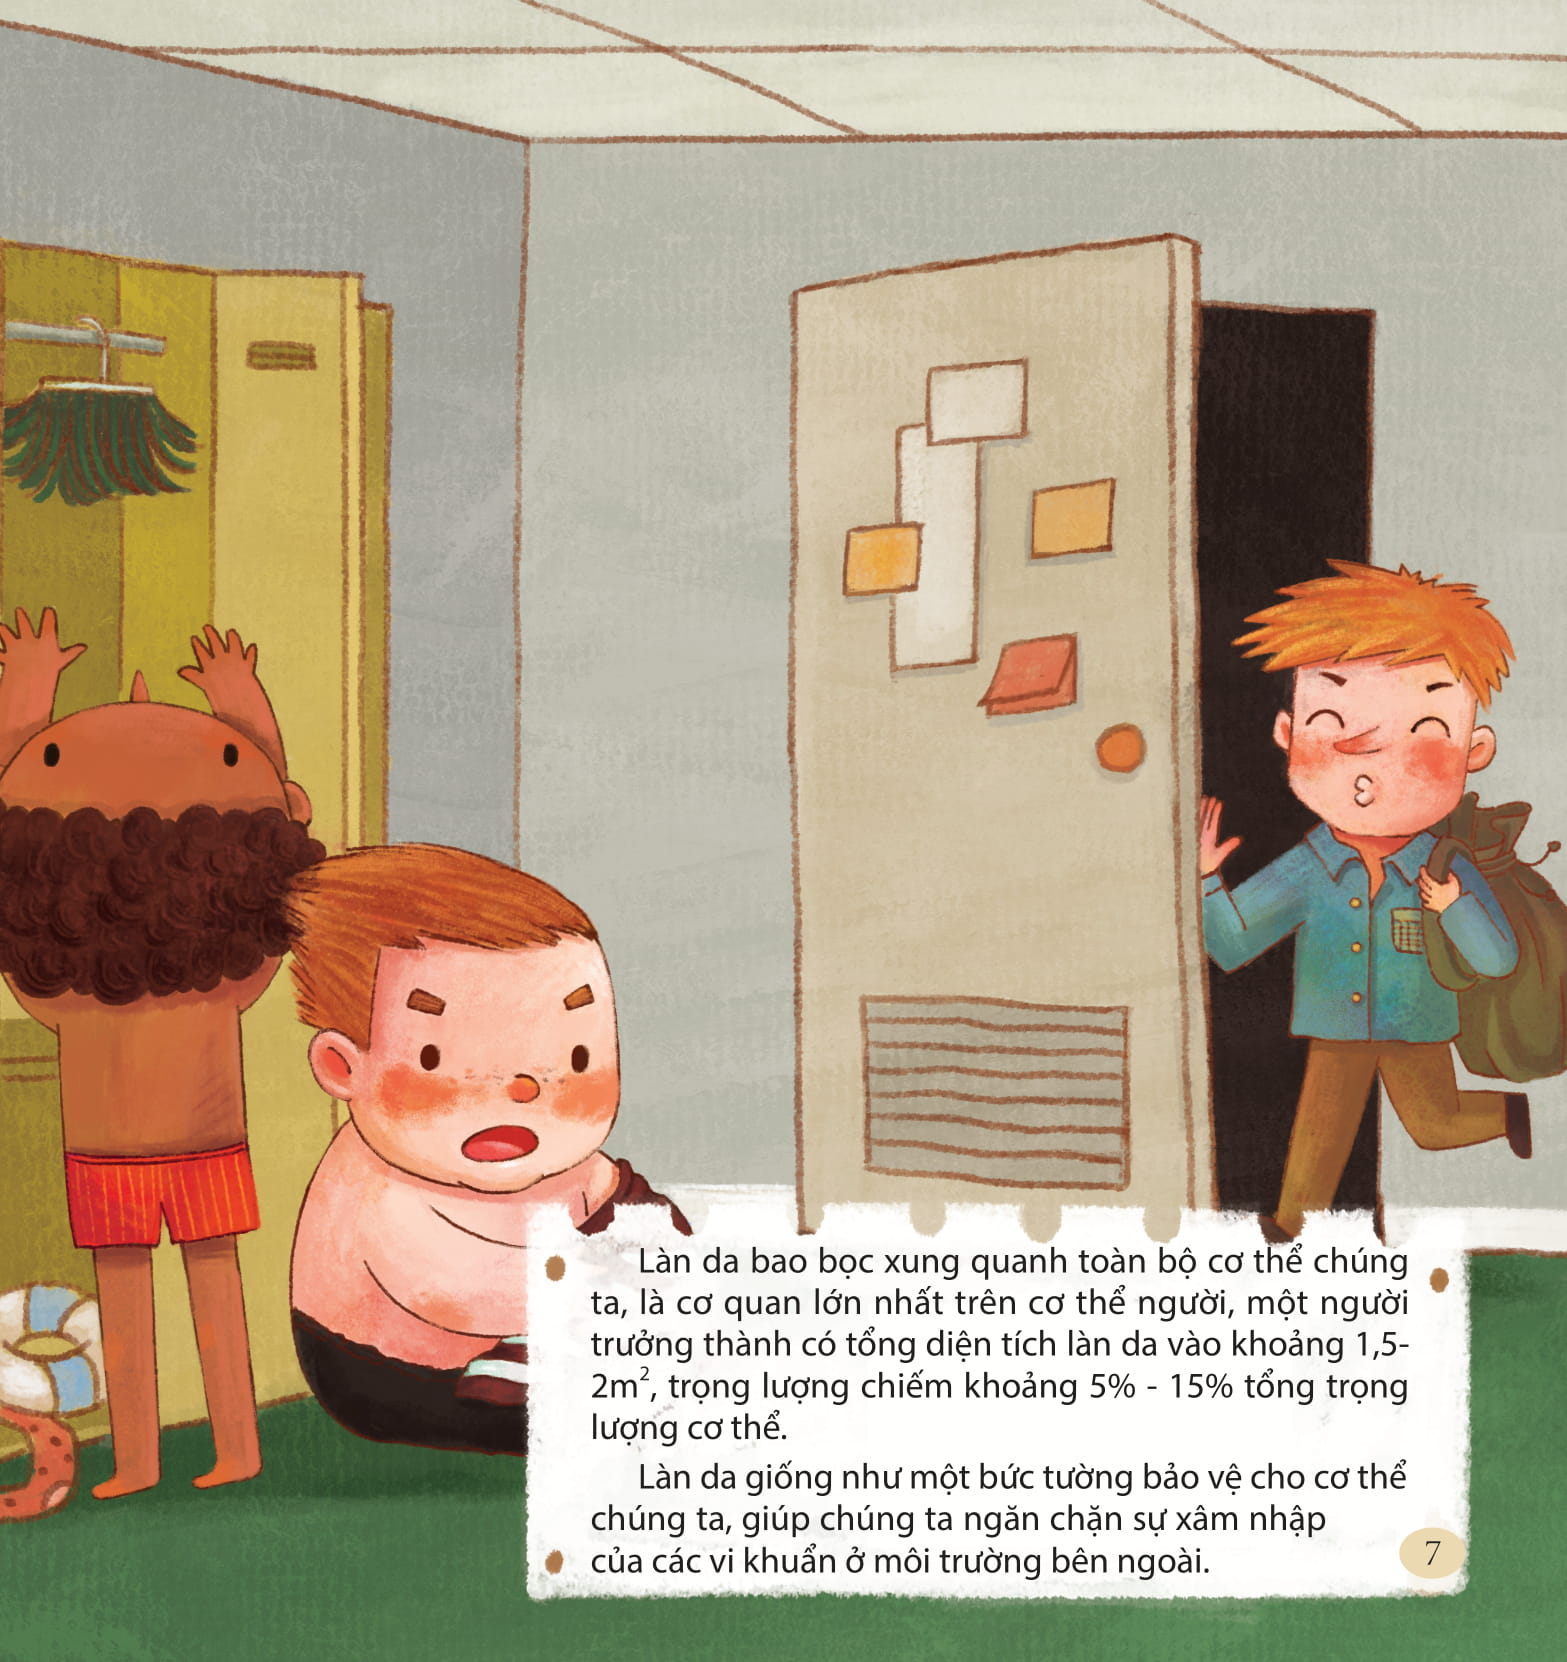 Làn da bao bọc xung quanh toàn bộ cơ thể chúng
ta, là cơ quan lớn nhất trên cơ thể người, một người
trưởng thành có tổng diện tích làn da vào khoảng 1,5-
2m², trọng lượng chiếm khoảng 5% - 15% tổng trọng
lượng cơ thể.
Làn da giống như một bức tường bảo vệ cho cơ thể
chúng ta, giúp chúng ta ngăn chặn sự xâm nhập
của các vi khuẩn ở môi trường bên ngoài.
7